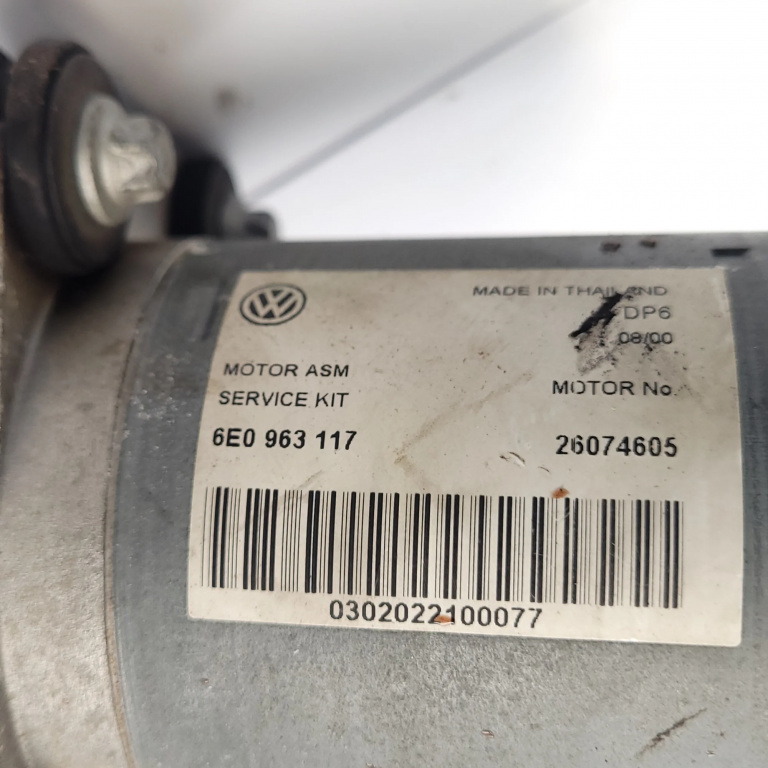 MADE IN THAILAND
DP6
08/00
MOTOR ASM
SERVICE KIT
MOTOR No.
6E0 963 117
26074605
0302022100077